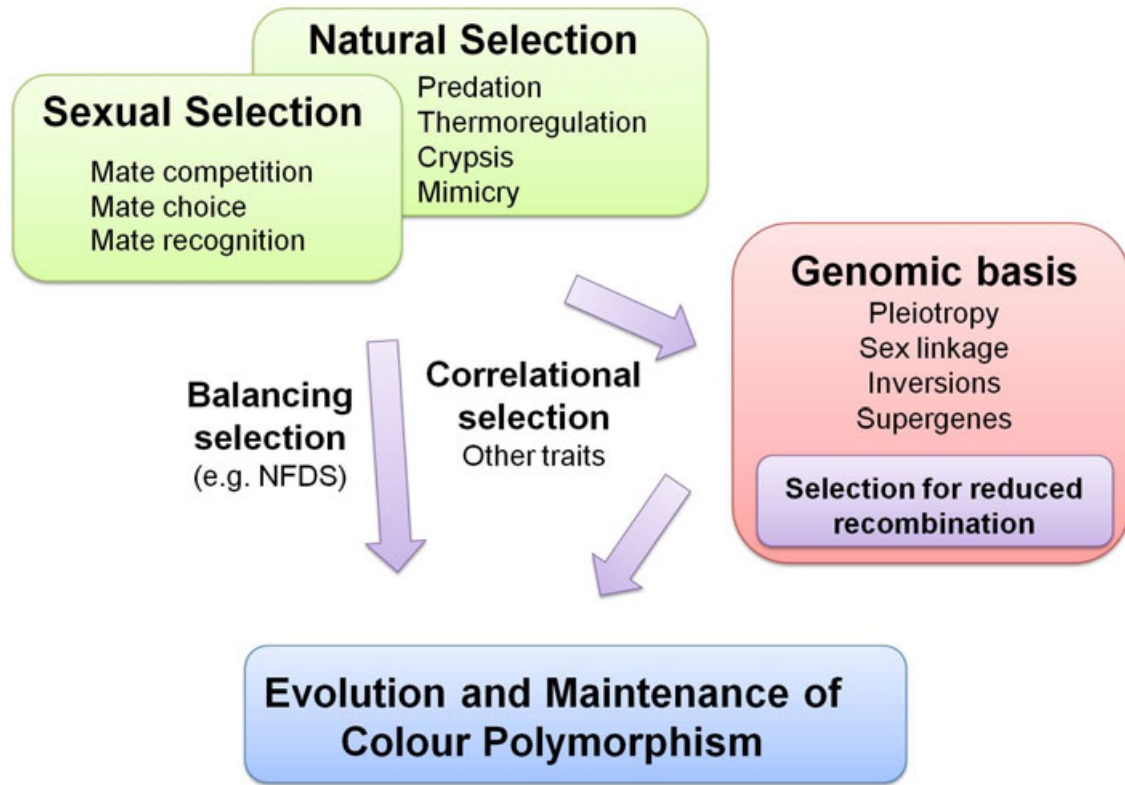 Natural Selection
Predation
Thermoregulation
Crypsis
Mimicry
Sexual Selection
Mate competition
Mate choice
Mate recognition
Genomic basis
Pleiotropy
Sex linkage
Inversions
Supergenes
Selection for reduced
recombination
Balancing
selection
(e.g. NFDS)
Correlational
selection
Other traits
Evolution and Maintenance of
Colour Polymorphism